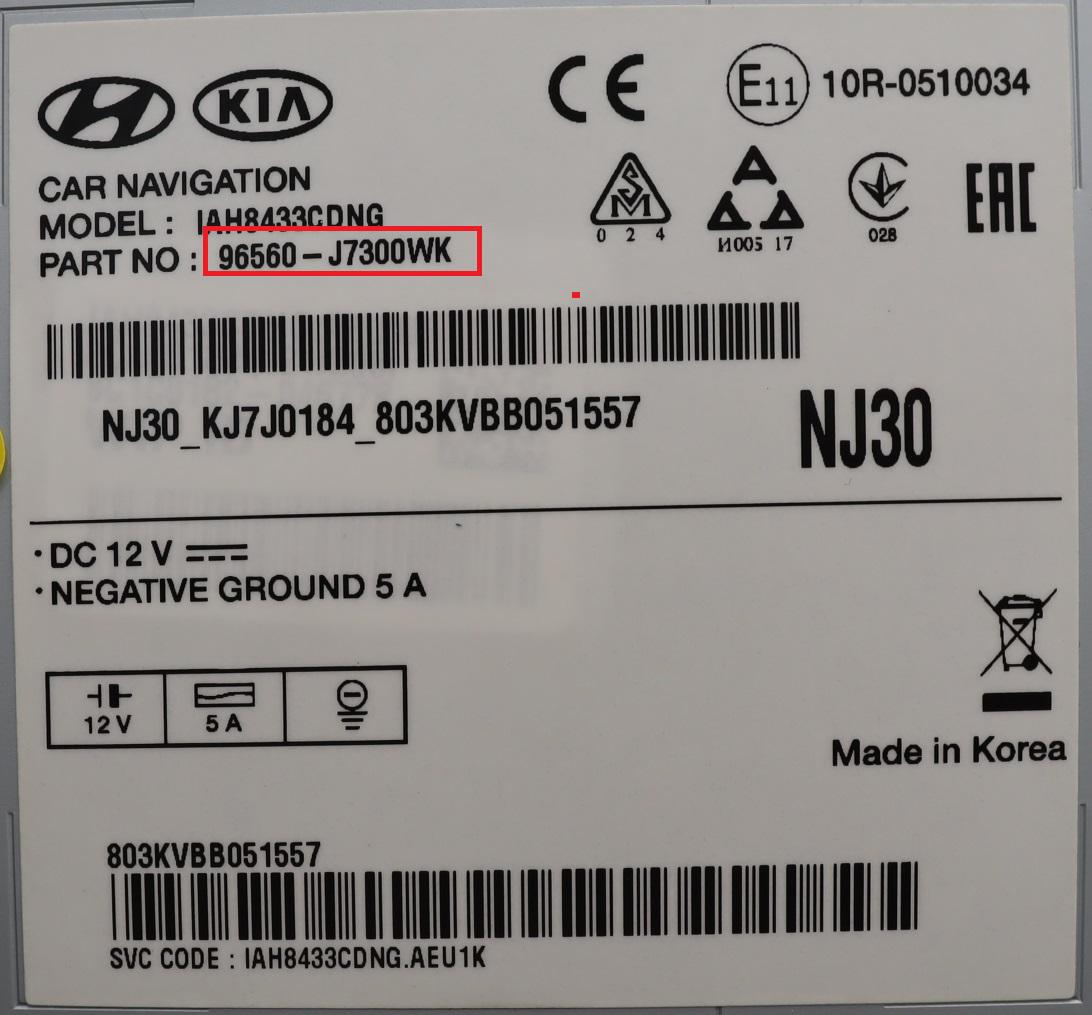 KIA
CE
E11 10R-0510034
CAR NAVIGATION
MODEL : IAH8433CDNG
PART NO : 96560-J7300WK
SM
0 2 4
И005 17
028
EAC
NJ30_KJ7J0184_803KVBB051557
NJ30
· DC 12 V
· NEGATIVE GROUND 5 A
12 V
5 A
Made in Korea
803KVBB051557
SVC CODE : IAH8433CDNG.AEU1K